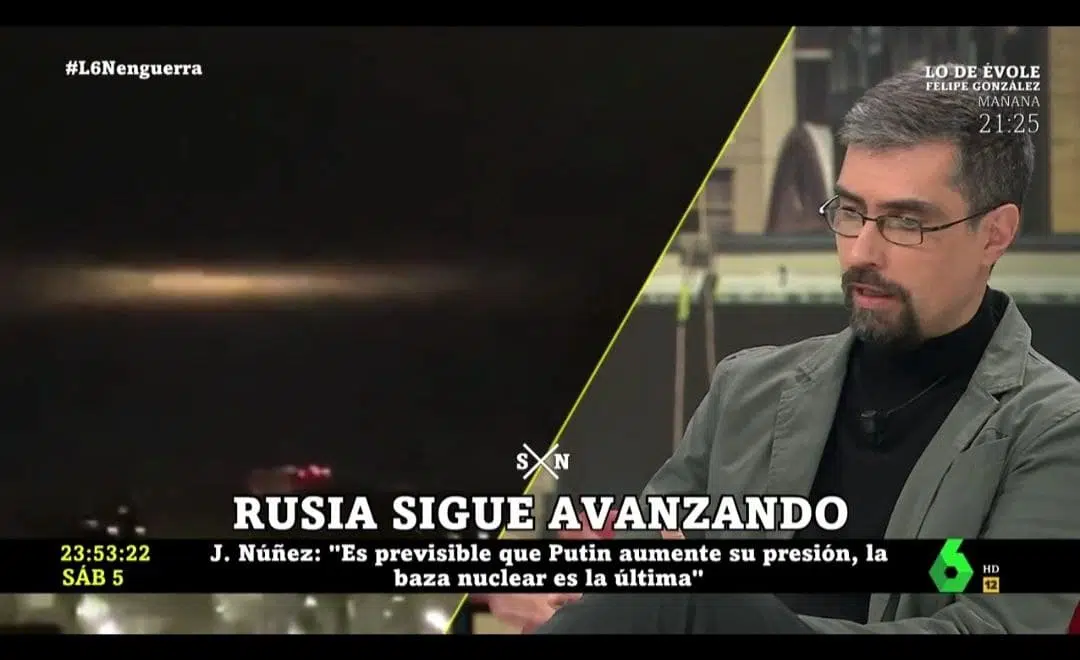 #L6Nenguerra
LO DE ÉVOLE
FELIPE GONZÁLEZ
MAÑANA
21:25
S N
RUSIA SIGUE AVANZANDO
23:53:22
SÁB 5
J. Núñez: "Es previsible que Putin aumente su presión, la
baza nuclear es la última"
6
HD
12